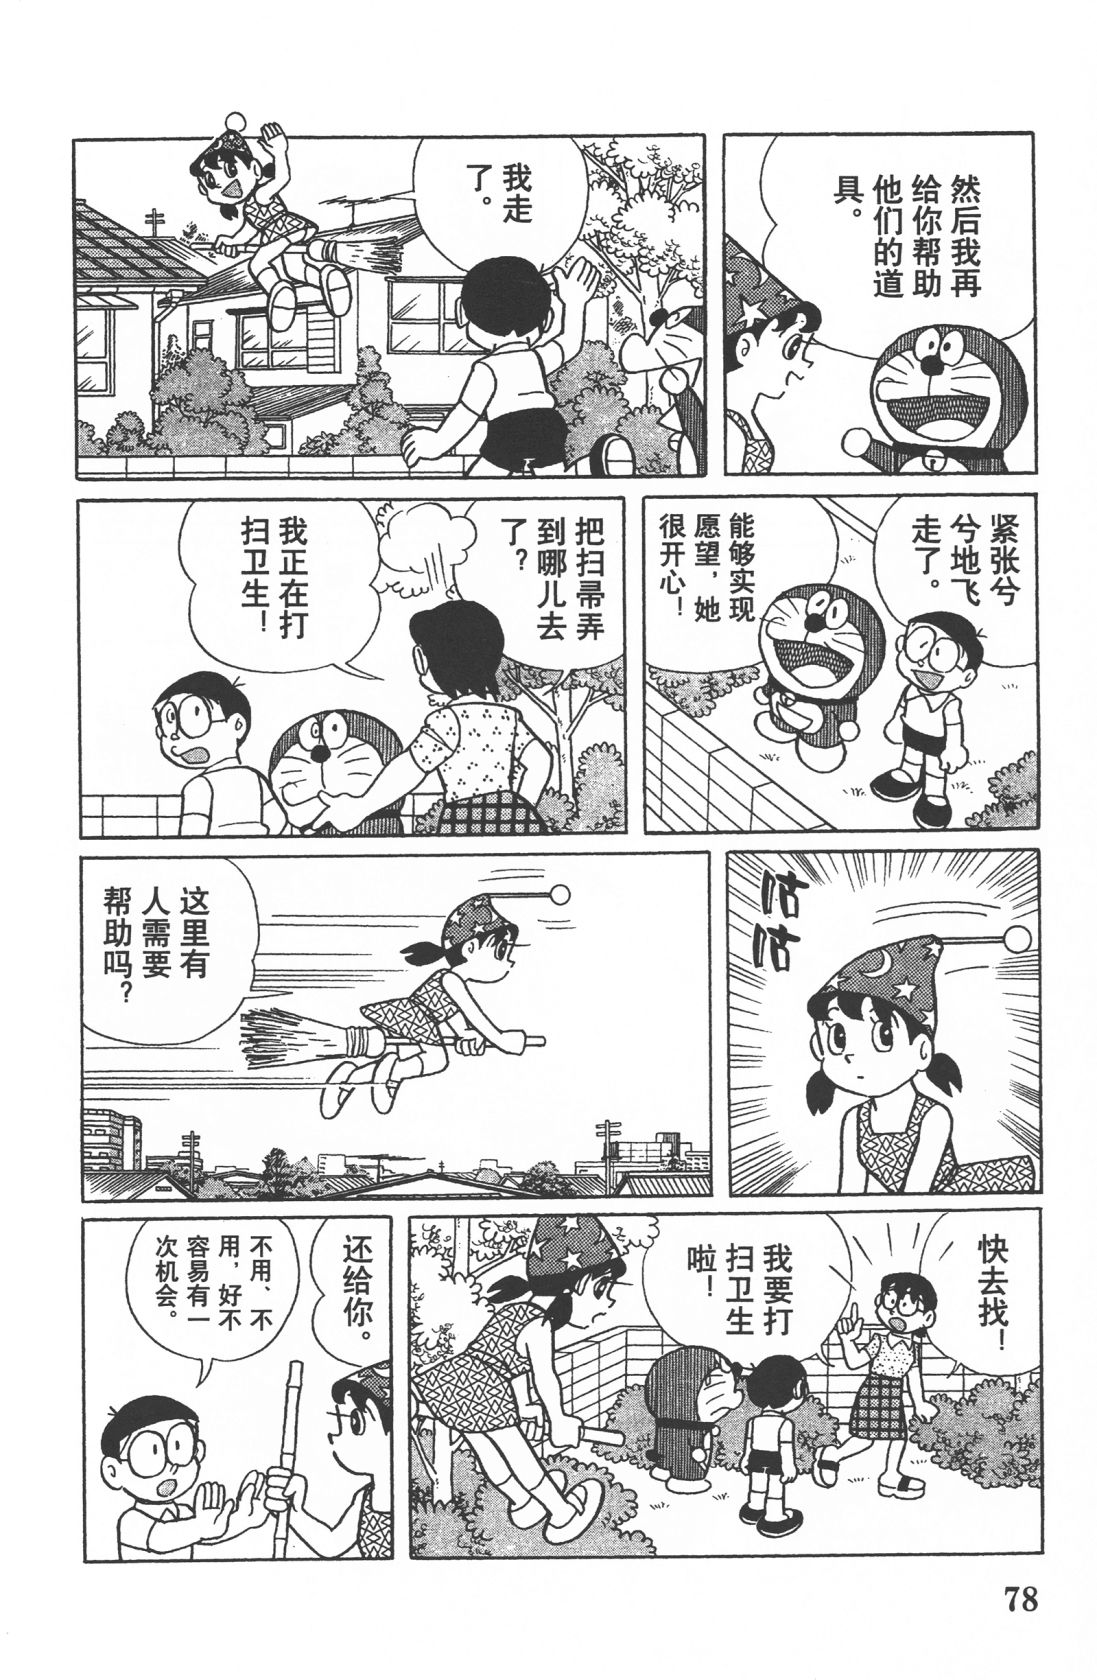 然后我再
给你帮助
他们的道
具。
我走
了。
紧张兮
兮地飞
走了。
能够实现
愿望，她
很开心！
把扫帚弄
到哪儿去
了？
我正在打
扫卫生！
咕
咕
这里有
人需要
帮助吗？
快去找！
我要打
扫卫生
啦！
还给你。
不用、不
用，好不
容易有一
次机会。
78